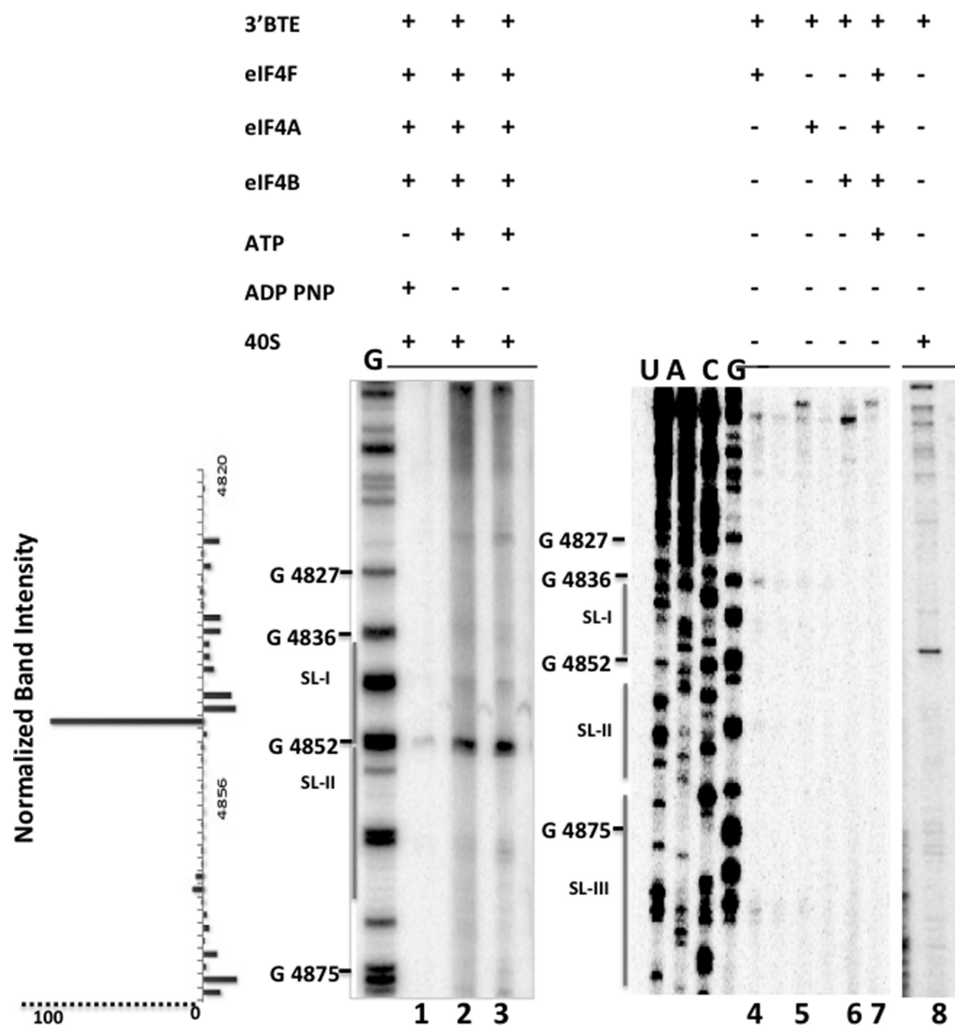 3'BTE + + + + + + + +
eIF4F + + + + - - + -
eIF4A + + + - + - + -
eIF4B + + + - - + + -
ATP - + + - - - + -
ADP PNP + - - - - - - -
40S + + + - - - - +
G U A C G
4820
4856
Normalized Band Intensity
G 4827
G 4836
SL-I
G 4852
SL-II
G 4875
G 4827
G 4836
SL-I
G 4852
SL-II
G 4875
SL-III
100 0
1 2 3 4 5 6 7 8